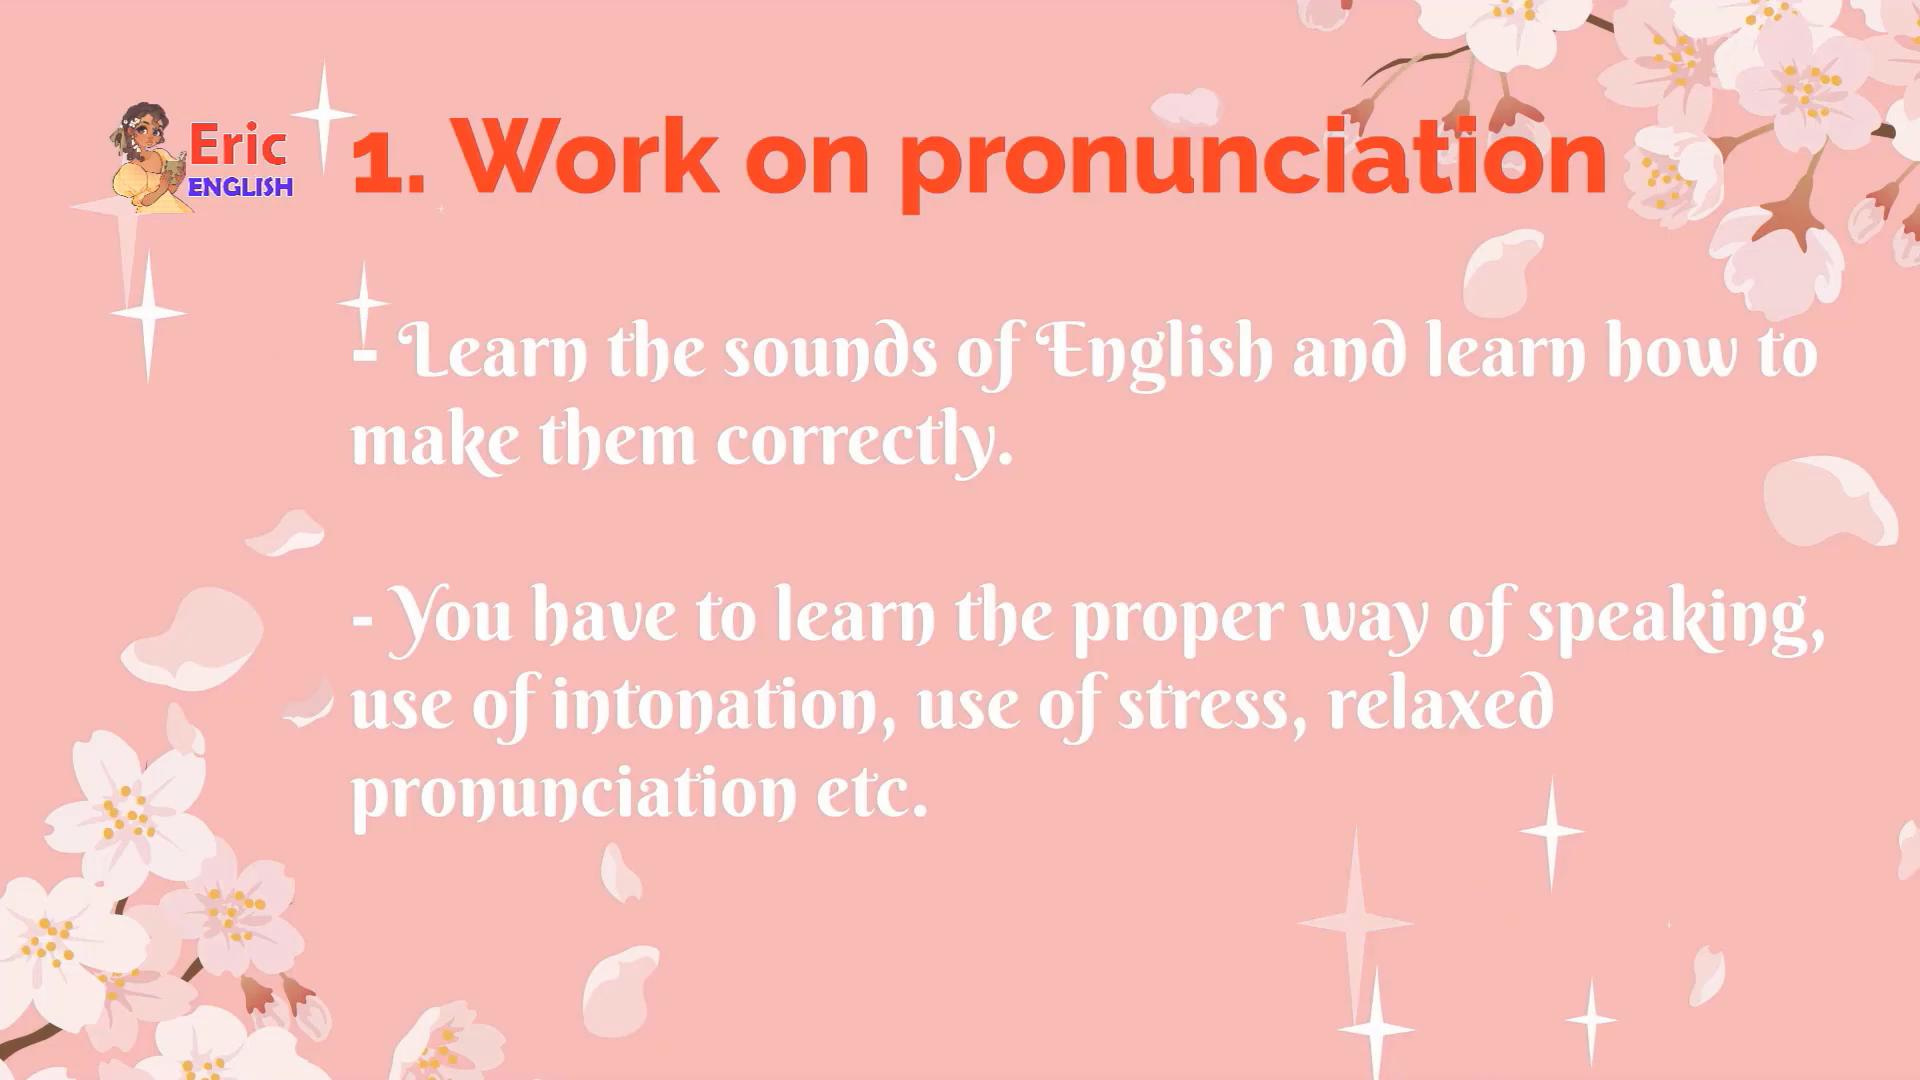 Eric
ENGLISH
1. Work on pronunciation
- Learn the sounds of English and learn how to
make them correctly.
- You have to learn the proper way of speaking,
use of intonation, use of stress, relaxed
pronunciation etc.